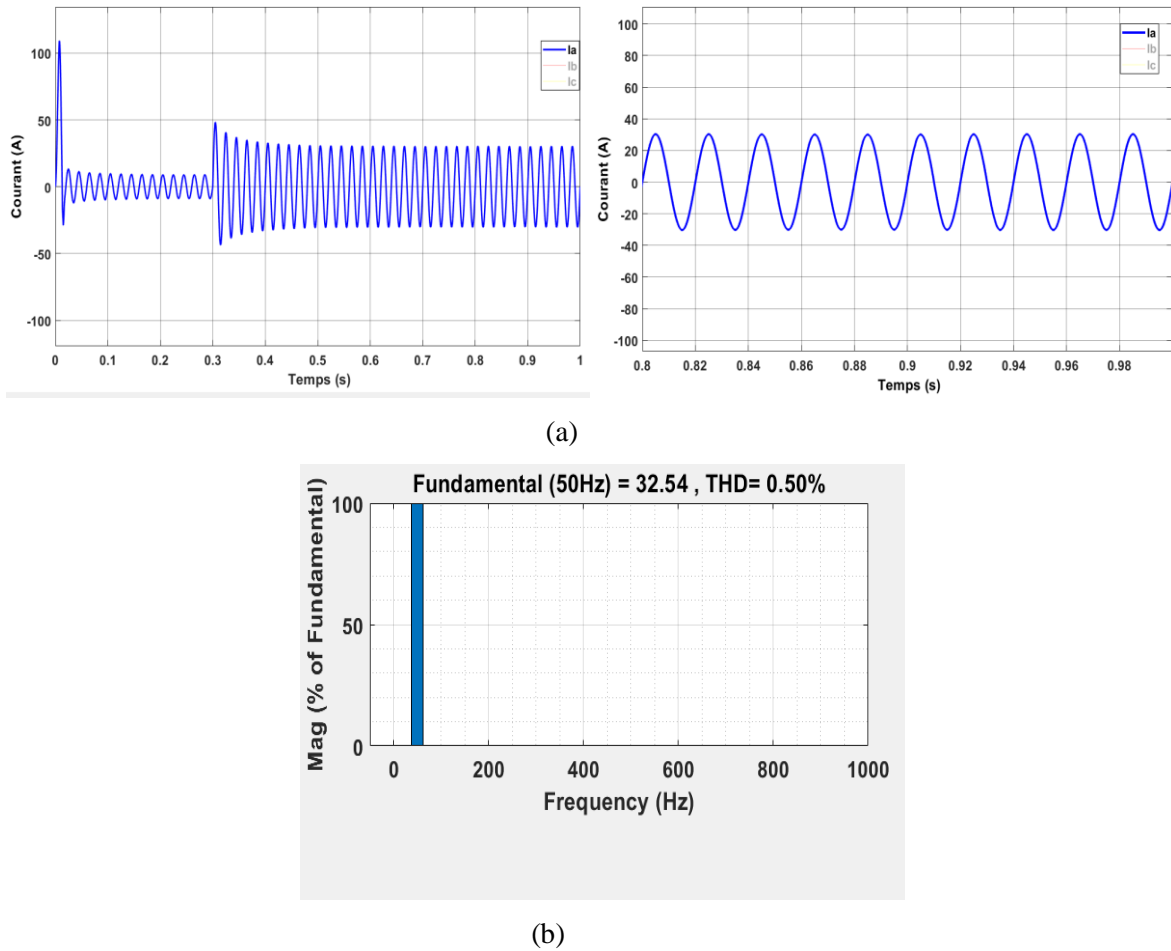 Ia
Ib
Ic
100
50
0
-50
-100
Courant (A)
0 0.1 0.2 0.3 0.4 0.5 0.6 0.7 0.8 0.9 1
Temps (s)
Ia
Ib
Ic
100
80
60
40
20
0
-20
-40
-60
-80
-100
Courant (A)
0.8 0.82 0.84 0.86 0.88 0.9 0.92 0.94 0.96 0.98
Temps (s)
(a)
Fundamental (50Hz) = 32.54 , THD= 0.50%
100
50
0
Mag (% of Fundamental)
0 200 400 600 800 1000
Frequency (Hz)
(b)